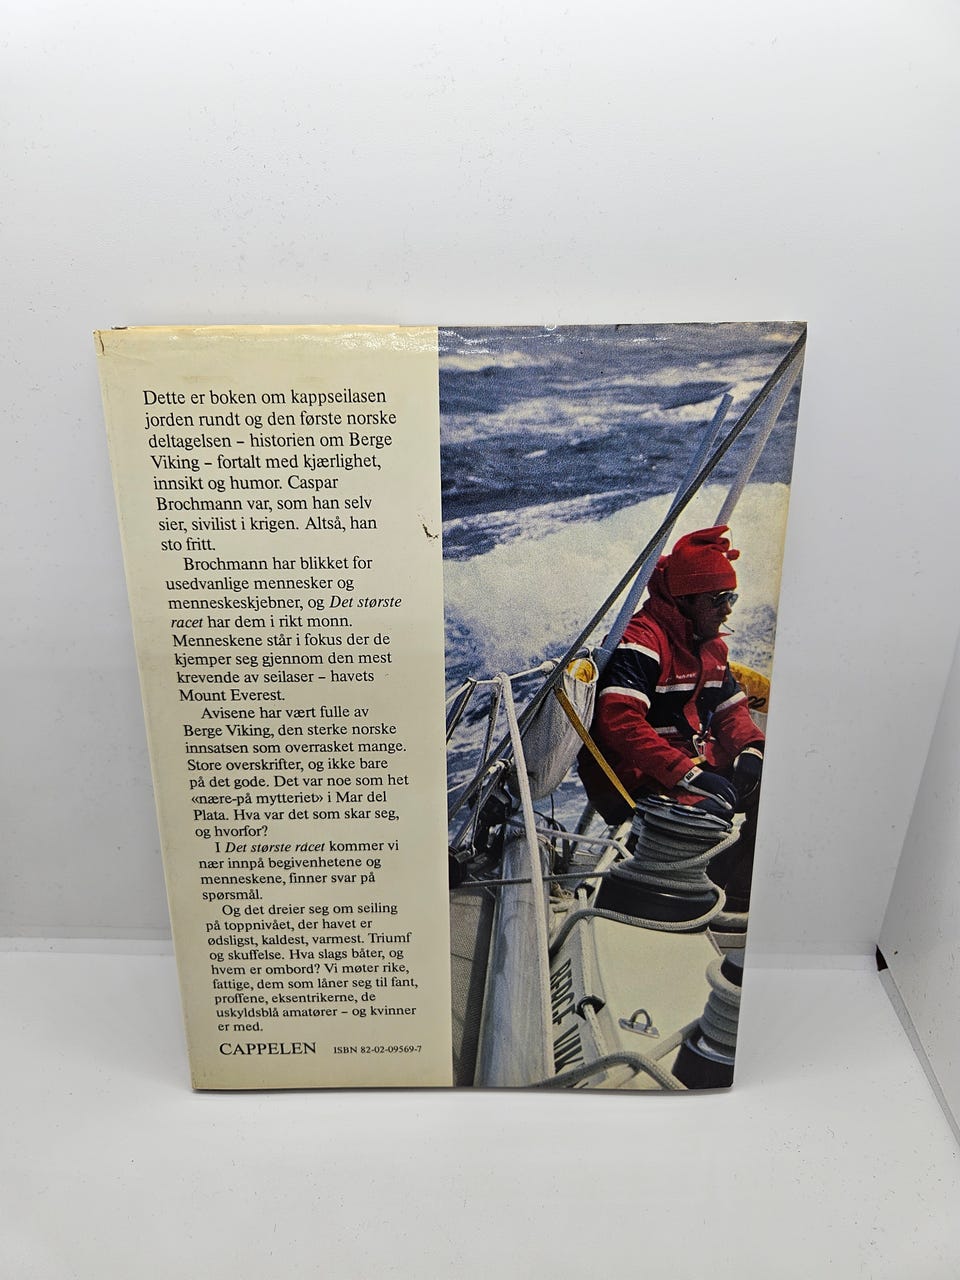 Dette er boken om kappseilasen
jorden rundt og den første norske
deltagelsen – historien om Berge
Viking – fortalt med kjærlighet,
innsikt og humor. Caspar
Brochmann var, som han selv
sier, sivilist i krigen. Altså, han
sto fritt.
Brochmann har blikket for
usedvanlige mennesker og
menneskeskjebner, og Det største
racet har dem i rikt monn.
Menneskene står i fokus der de
kjemper seg gjennom den mest
krevende av seilaser – havets
Mount Everest.
Avisene har vært fulle av
Berge Viking, den sterke norske
innsatsen som overrasket mange.
Store overskrifter, og ikke bare
på det gode. Det var noe som het
«nære-på mytteriet» i Mar del
Plata. Hva var det som skar seg,
og hvorfor?
I Det største racet kommer vi
nær innpå begivenhetene og
menneskene, finner svar på
spørsmål.
Og det dreier seg om seiling
på toppnivået, der havet er
ødsligst, kaldest, varmest. Triumf
og skuffelse. Hva slags båter, og
hvem er ombord? Vi møter rike,
fattige, dem som låner seg til fant,
proffene, eksentrikerne, de
uskyldsblå amatører – og kvinner
er med.
CAPPELEN ISBN 82-02-09569-7
BERGE VIK